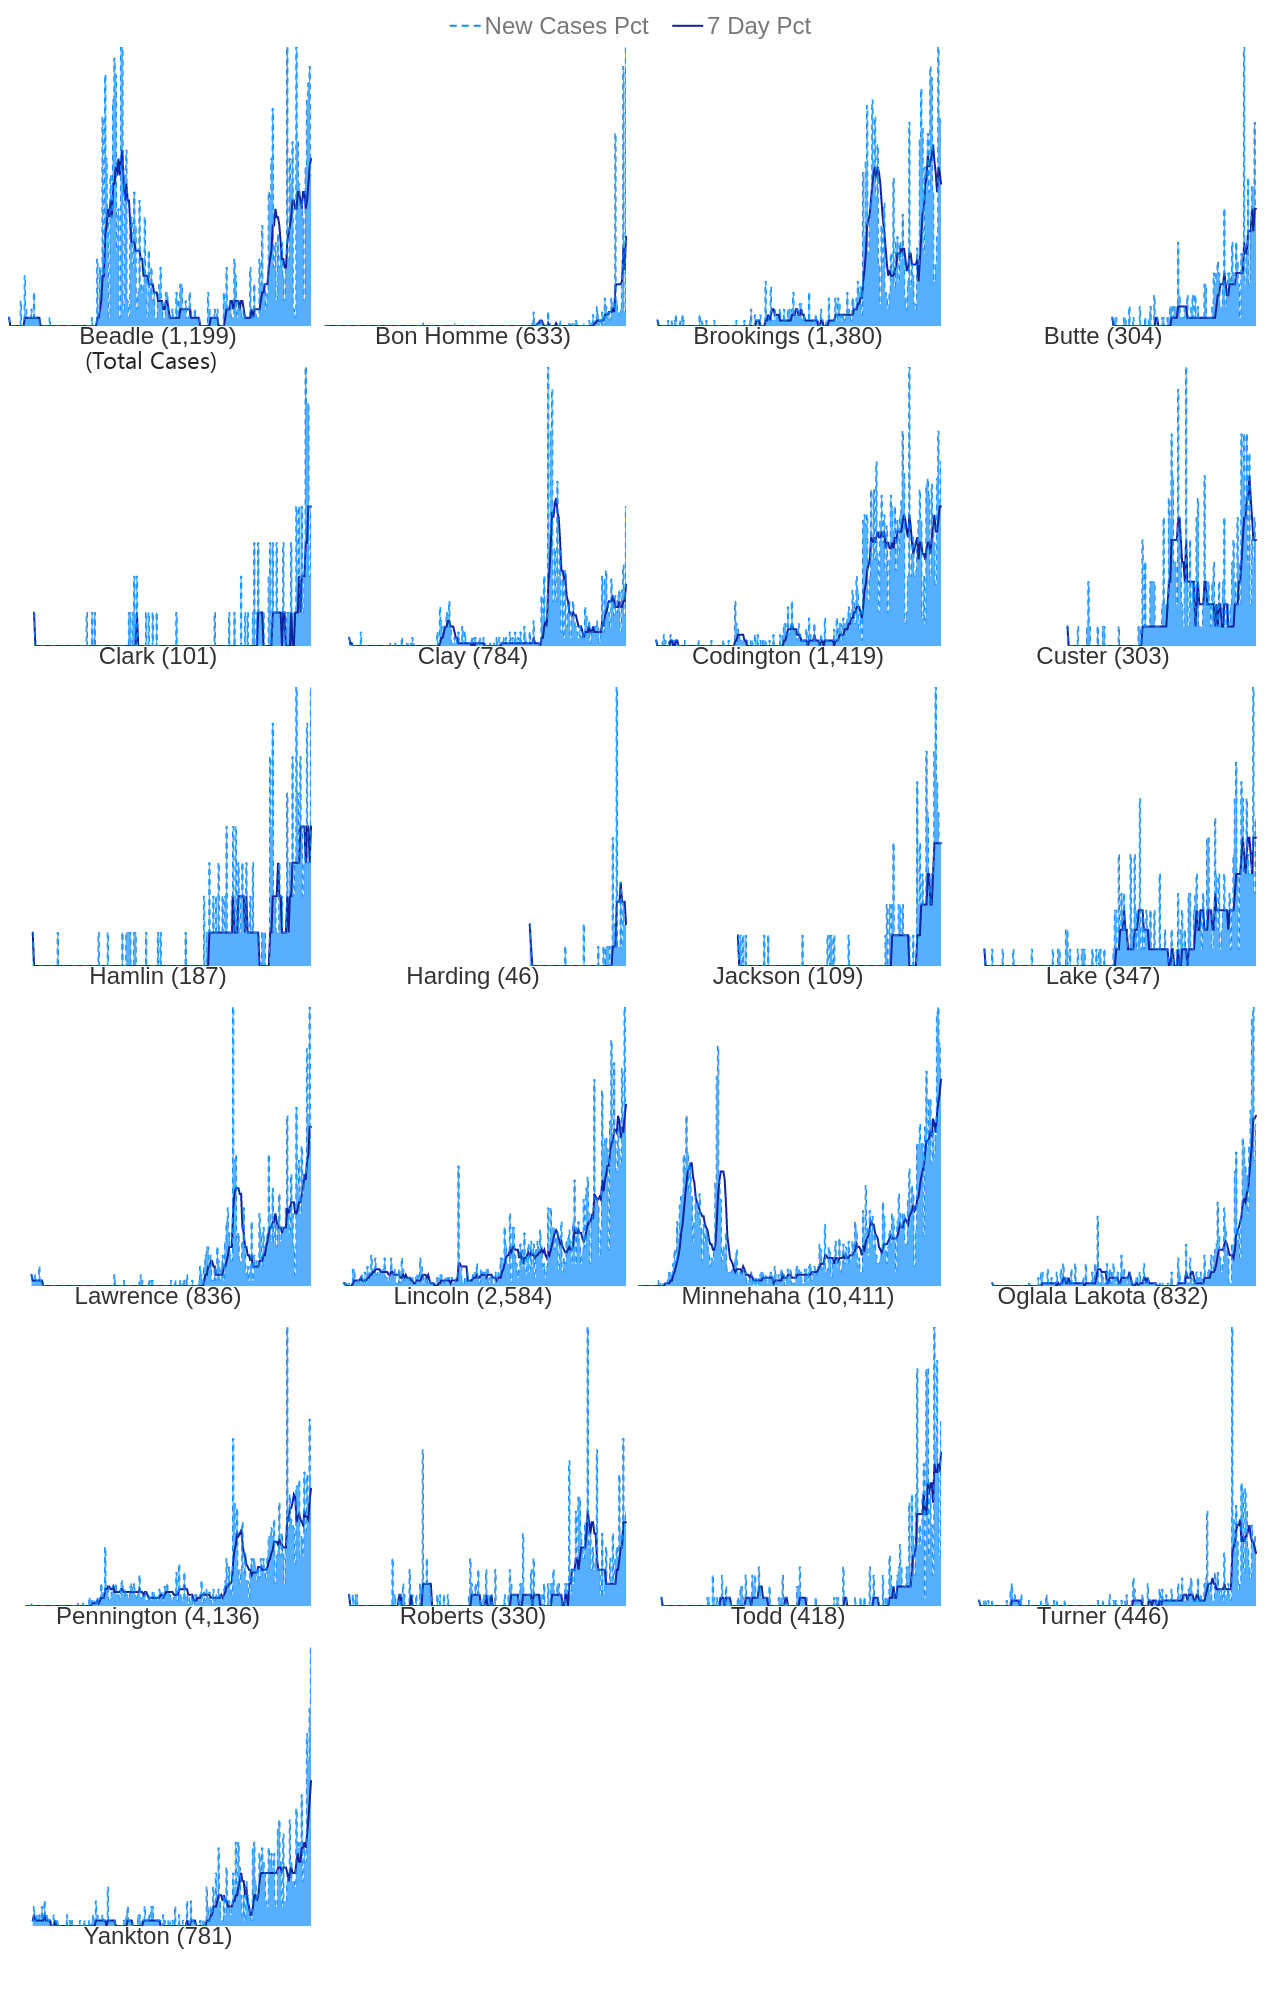 New Cases Pct 7 Day Pct
Beadle (1,199) Bon Homme (633) Brookings (1,380) Butte (304)
(Total Cases)
Clark (101) Clay (784) Codington (1,419) Custer (303)
Hamlin (187) Harding (46) Jackson (109) Lake (347)
Lawrence (836) Lincoln (2,584) Minnehaha (10,411) Oglala Lakota (832)
Pennington (4,136) Roberts (330) Todd (418) Turner (446)
Yankton (781)